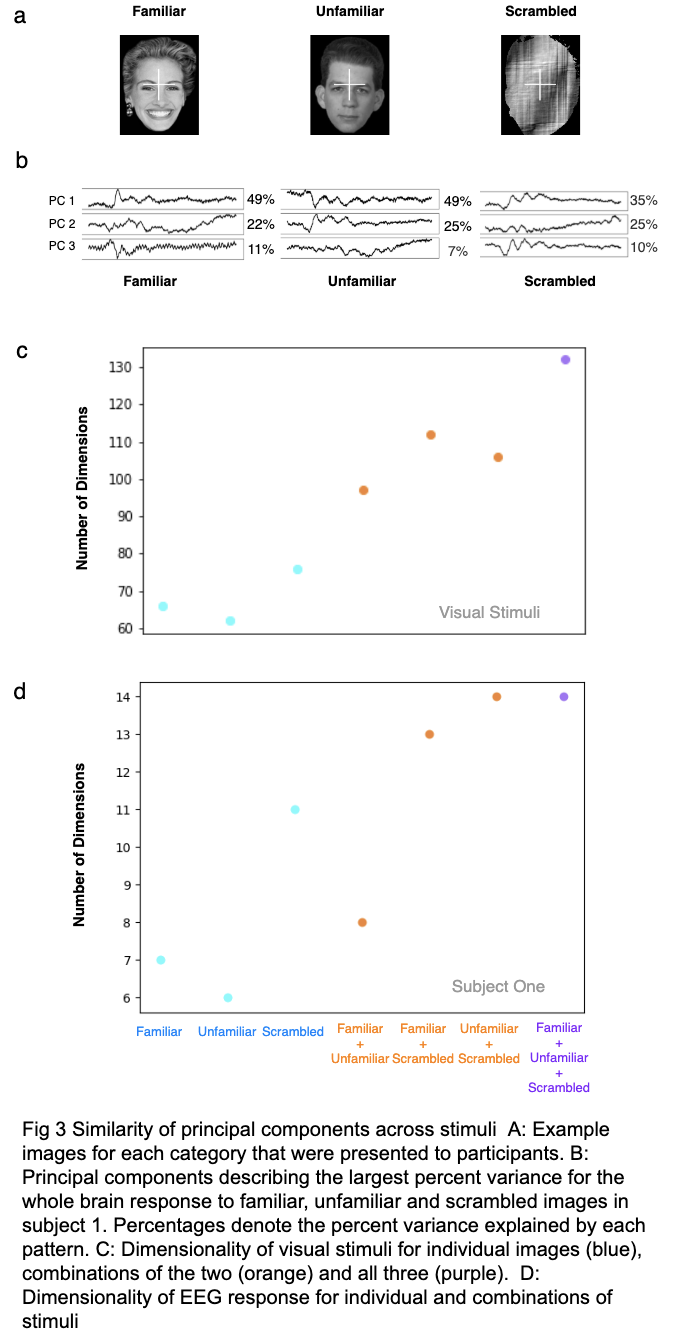 a
Familiar
Unfamiliar
Scrambled
b
PC 1
49%
49%
35%
PC 2
22%
25%
25%
PC 3
11%
7%
10%
Familiar
Unfamiliar
Scrambled
c
Number of Dimensions
130
120
110
100
90
80
70
60
Visual Stimuli
d
Number of Dimensions
14
13
12
11
10
9
8
7
6
Subject One
Familiar
Unfamiliar
Scrambled
Familiar
+
Unfamiliar
Familiar
+
Scrambled
Unfamiliar
+
Scrambled
Familiar
+
Unfamiliar
+
Scrambled
Fig 3 Similarity of principal components across stimuli A: Example
images for each category that were presented to participants. B:
Principal components describing the largest percent variance for the
whole brain response to familiar, unfamiliar and scrambled images in
subject 1. Percentages denote the percent variance explained by each
pattern. C: Dimensionality of visual stimuli for individual images (blue),
combinations of the two (orange) and all three (purple). D:
Dimensionality of EEG response for individual and combinations of
stimuli